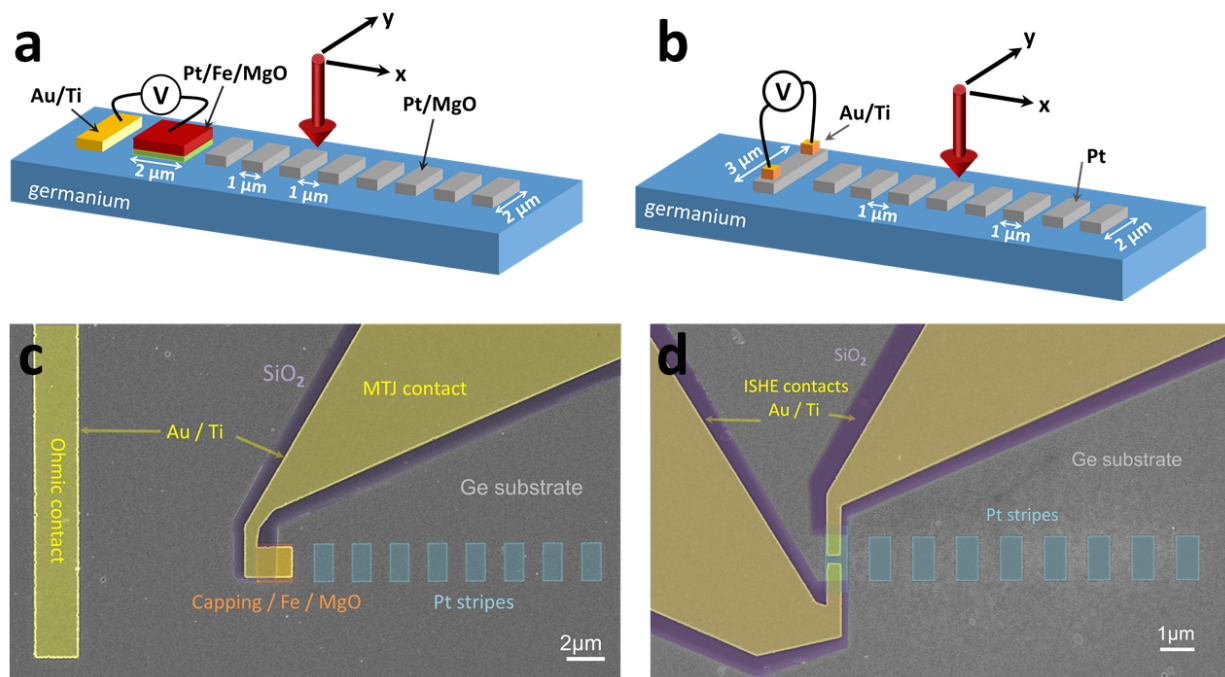 a
Au/Ti
V
Pt/Fe/MgO
y
x
Pt/MgO
2 µm
1 µm
1 µm
2 µm
germanium
b
V
Au/Ti
y
x
3 µm
Pt
1 µm
1 µm
2 µm
germanium
c
SiO2
MTJ contact
Au / Ti
Ohmic contact
Ge substrate
Capping / Fe / MgO
Pt stripes
2µm
d
SiO2
ISHE contacts
Au / Ti
Ge substrate
Pt stripes
1µm